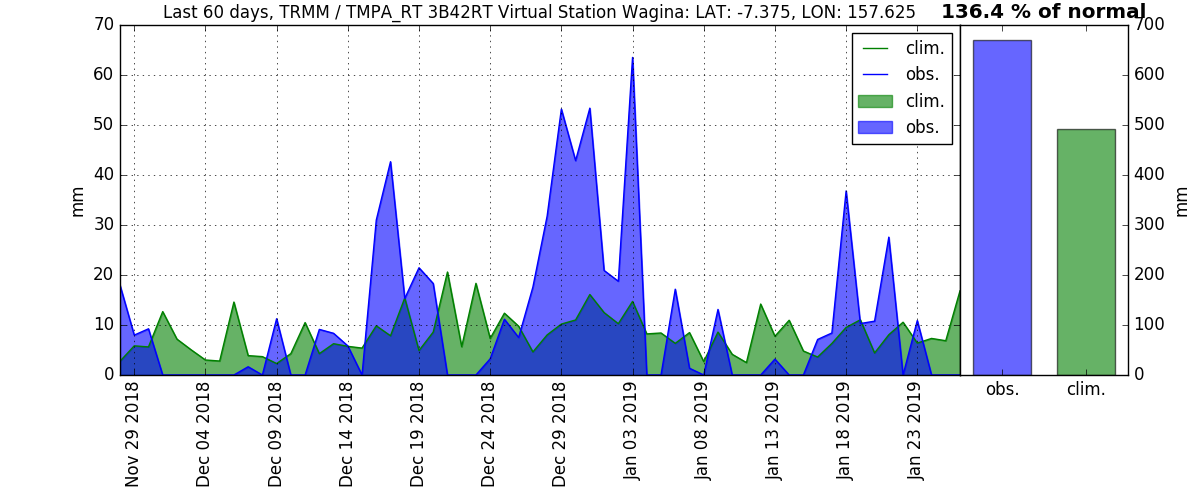 Last 60 days, TRMM / TMPA_RT 3B42RT Virtual Station Wagina: LAT: -7.375, LON: 157.625
136.4 % of normal
70
60
50
40
30
20
10
0
mm
Nov 29 2018
Dec 04 2018
Dec 09 2018
Dec 14 2018
Dec 19 2018
Dec 24 2018
Dec 29 2018
Jan 03 2019
Jan 08 2019
Jan 13 2019
Jan 18 2019
Jan 23 2019
clim.
obs.
clim.
obs.
700
600
500
400
300
200
100
0
mm
obs.
clim.